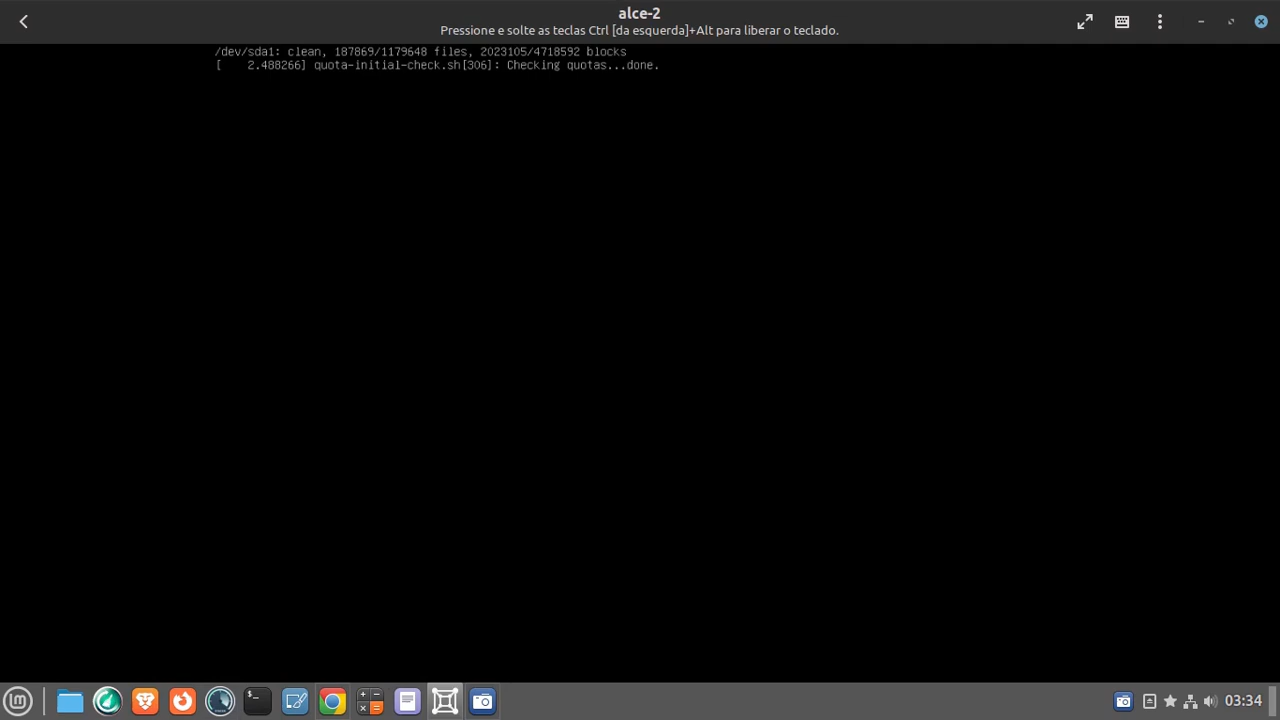 alce-2
Pressione e solte as teclas Ctrl [da esquerda]+Alt para liberar o teclado.
/dev/sda1: clean, 187869/1179648 files, 2023105/4718592 blocks
[    2.488266] quota-initial-check.sh[306]: Checking quotas...done.
03:34